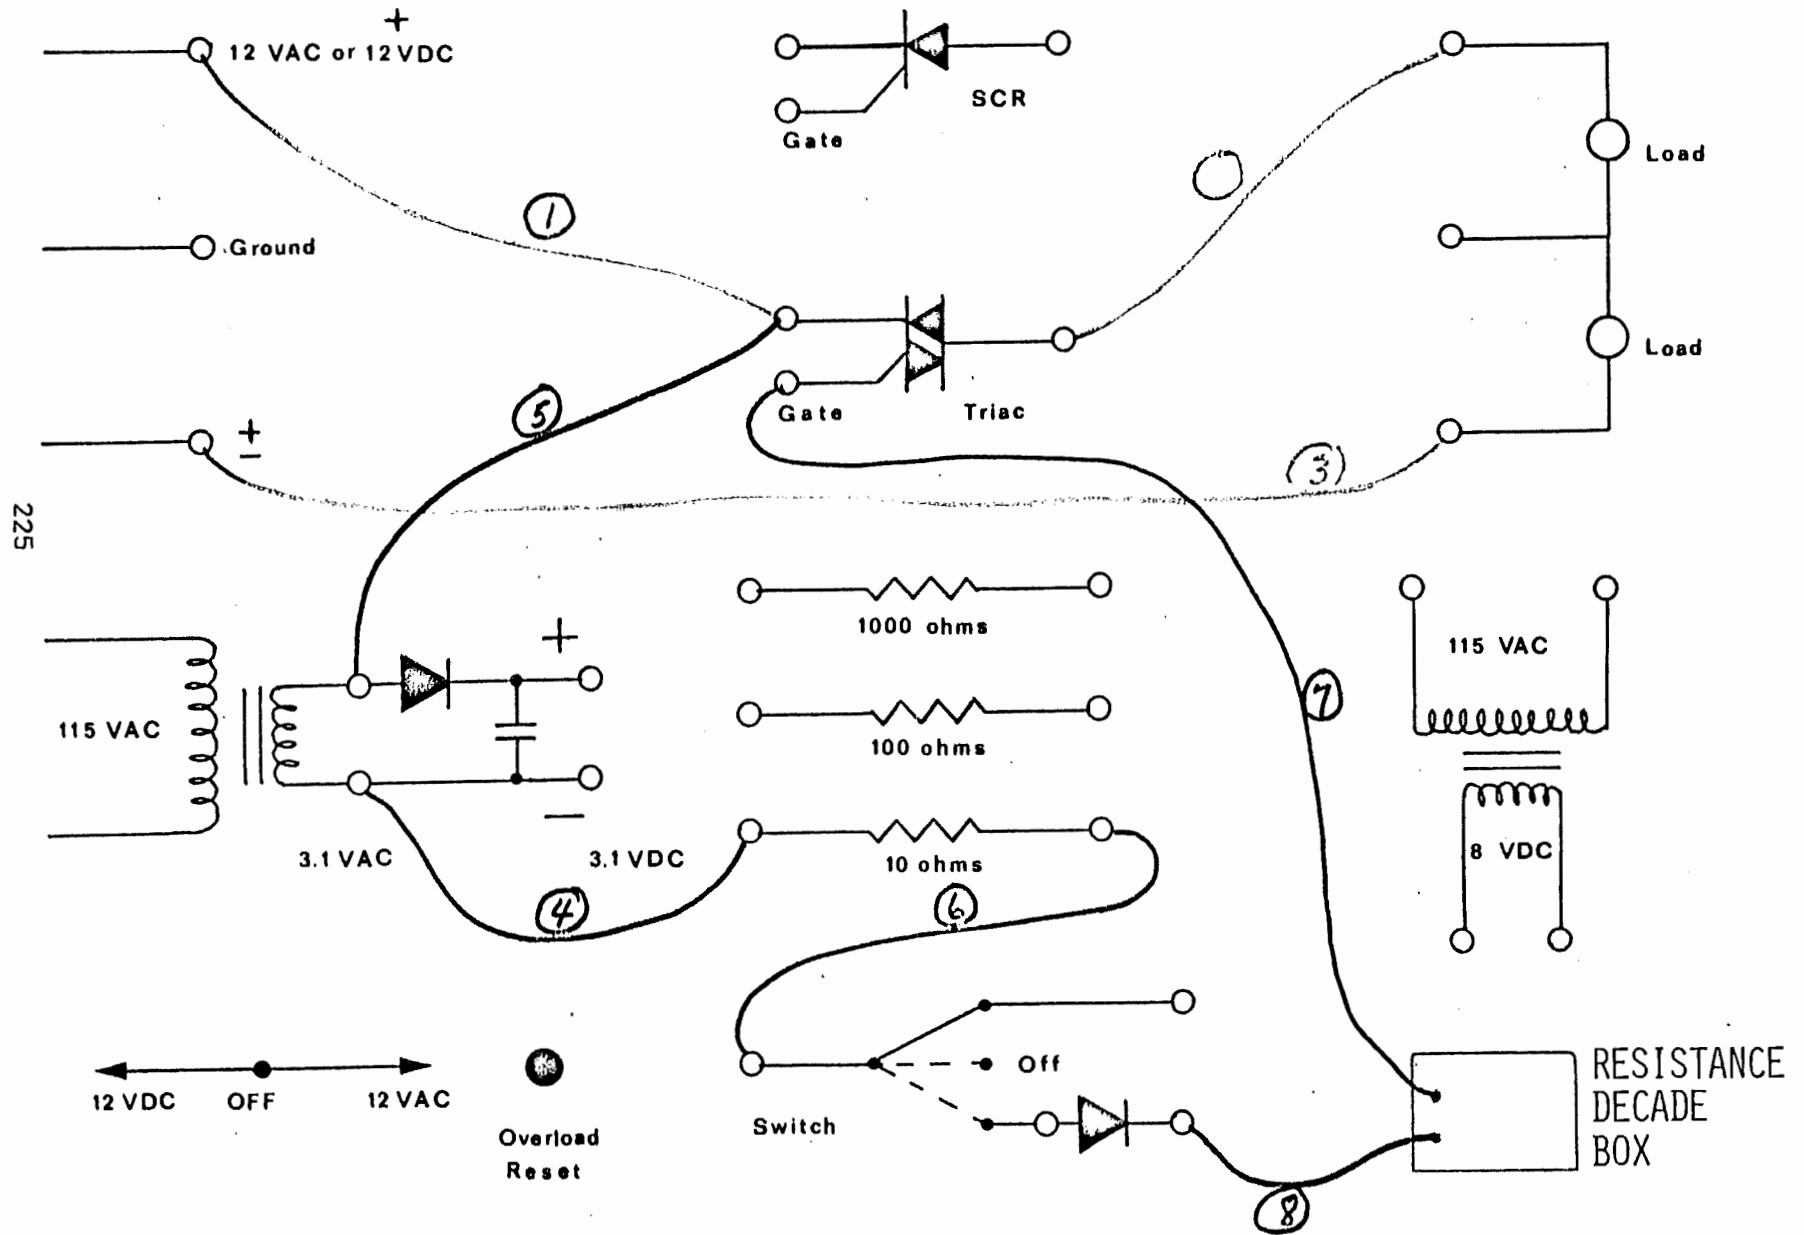 +
12 VAC or 12VDC
SCR
Gate
Load
1
Ground
Load
5
Gate
Triac
+
-
3
225
1000 ohms
+
115 VAC
7
115 VAC
100 ohms
-
3.1 VAC
3.1 VDC
10 ohms
8 VDC
4
6
Off
12 VDC
OFF
12 VAC
Switch
Overload
Reset
RESISTANCE
DECADE
BOX
8